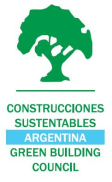 CONSTRUCCIONES
SUSTENTABLES
ARGENTINA
GREEN BUILDING
COUNCIL